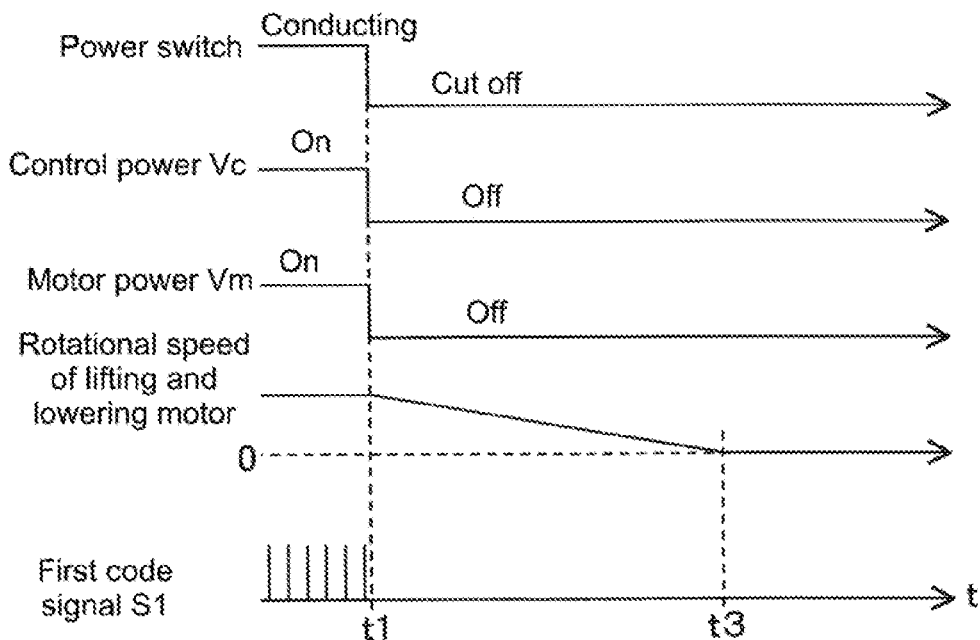 Conducting
Power switch
Cut off
On
Control power Vc
Off
On
Motor power Vm
Off
Rotational speed
of lifting and
lowering motor
0
First code
signal S1
t
t1
t3